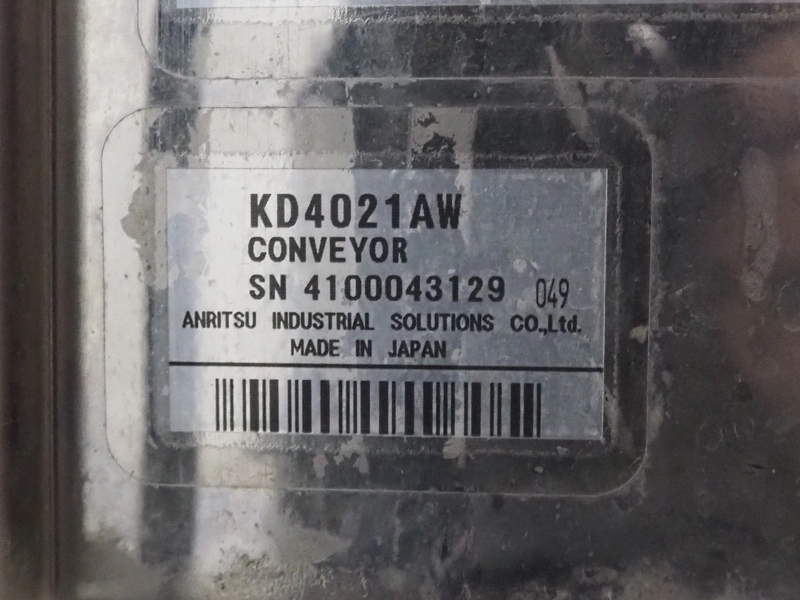 KD4021AW
CONVEYOR
SN 4100043129 049
ANRITSU INDUSTRIAL SOLUTIONS CO.,Ltd.
MADE IN JAPAN